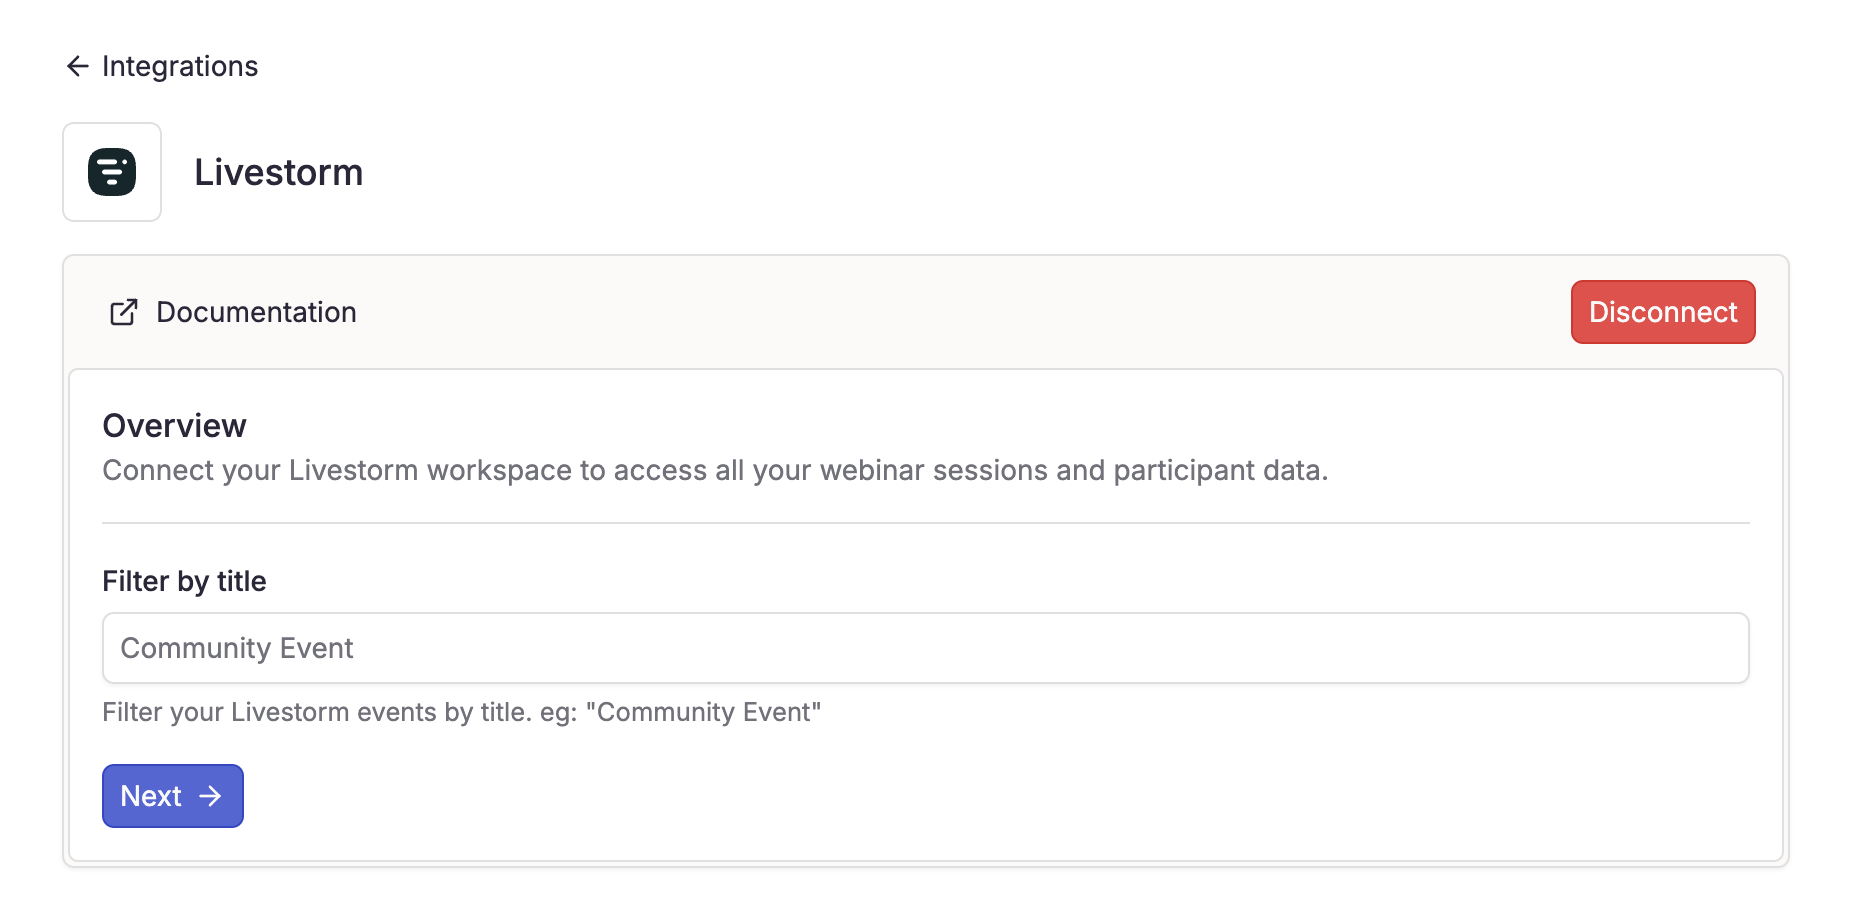 Integrations
Livestorm
Documentation
Disconnect
Overview
Connect your Livestorm workspace to access all your webinar sessions and participant data.
Filter by title
Community Event
Filter your Livestorm events by title. eg: "Community Event"
Next